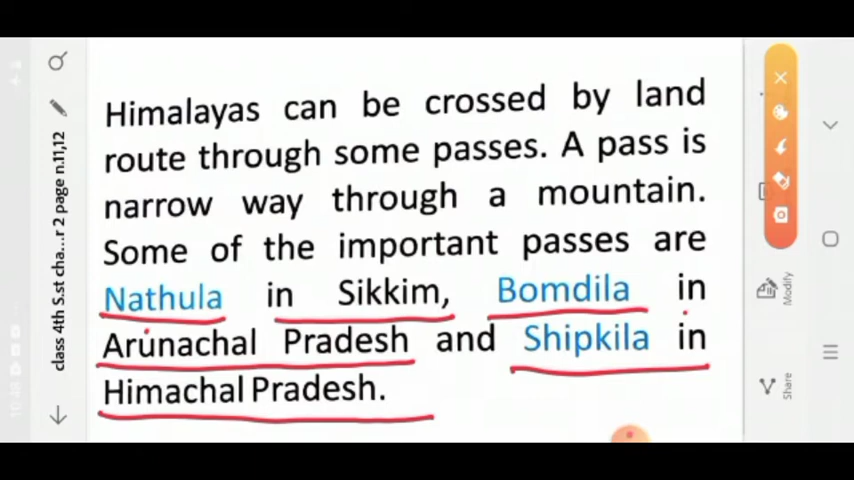 Himalayas can be crossed by land
route through some passes. A pass is
narrow way through a mountain.
Some of the important passes are
Nathula in Sikkim, Bomdila in
Arunachal Pradesh and Shipkila in
Himachal Pradesh.
class 4th S.st cha...r 2 page n.11,12
Modify
Share
10:48